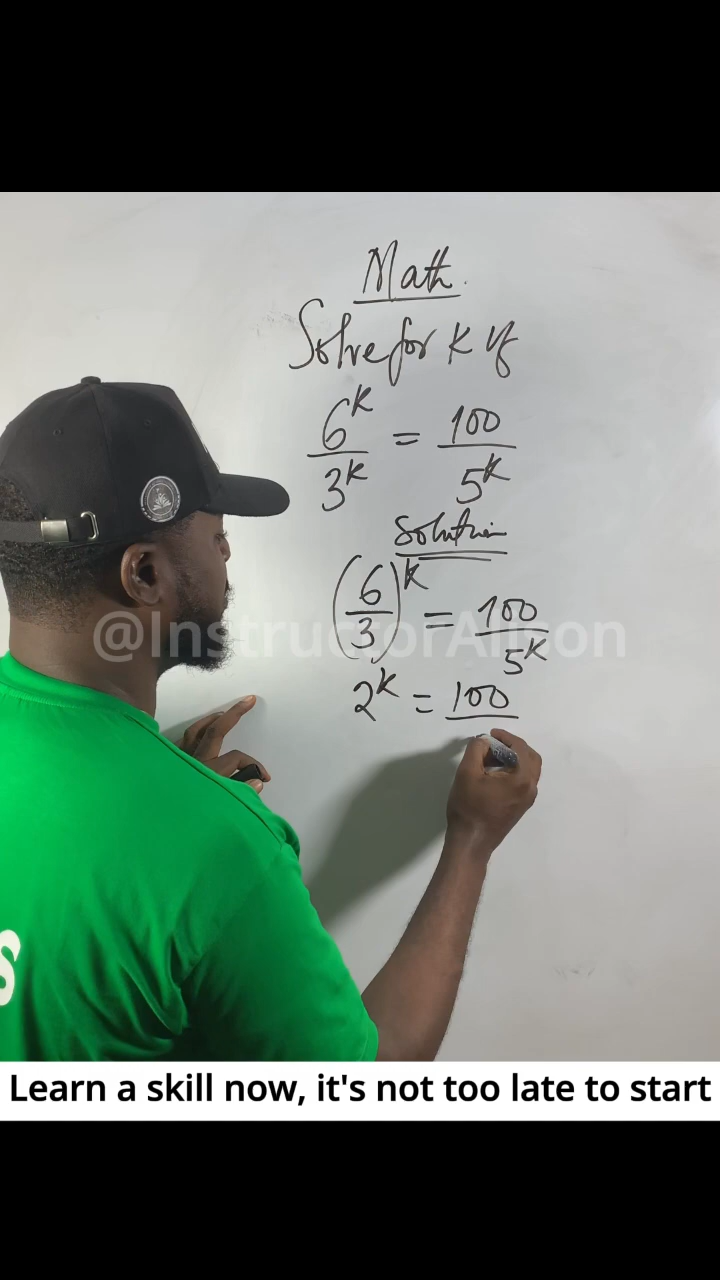 Math.
Solve for K if
6^K/3^K = 100/5^K
Solution
(6/3)^K = 100/5^K
@InstructorAllson
2^K = 100
S
Learn a skill now, it's not too late to start